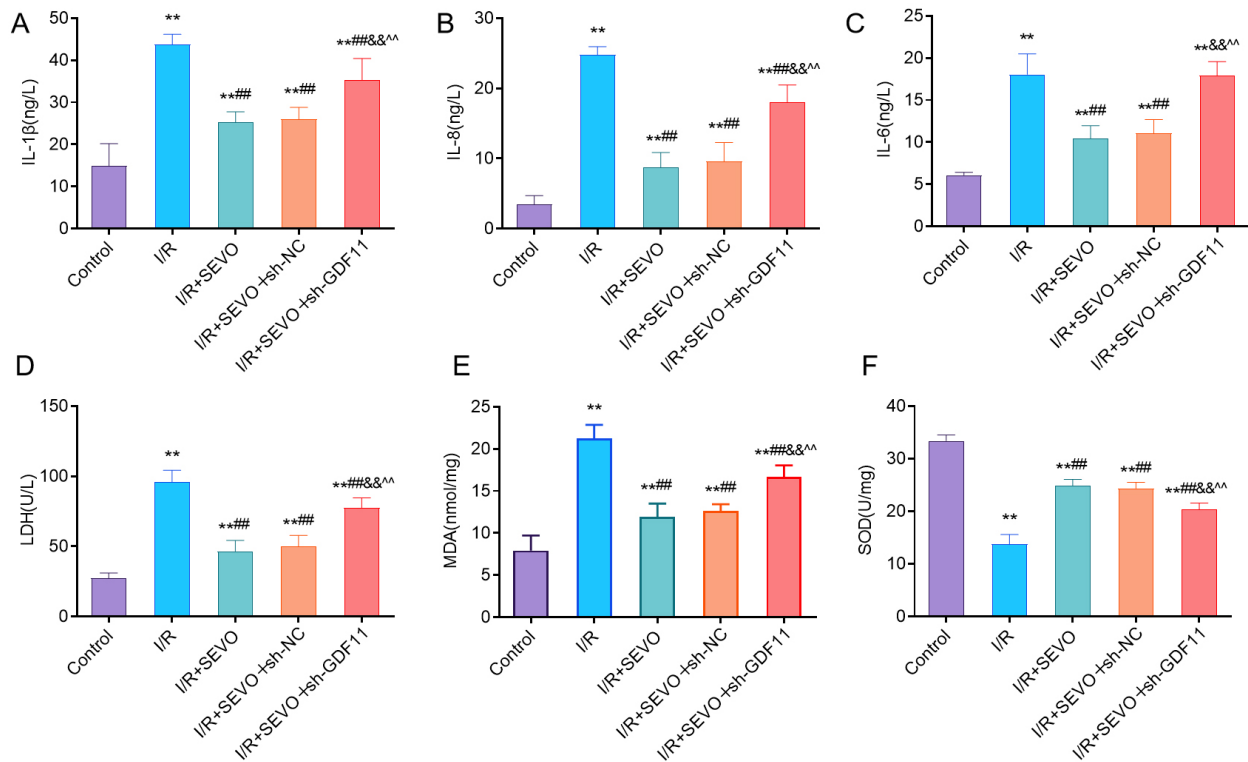 A
IL-1β(ng/L)
50
40
30
20
10
0
**
**##
**##
**##&&^^
Control
I/R
I/R+SEVO
I/R+SEVO+sh-NC
I/R+SEVO+sh-GDF11
B
IL-8(ng/L)
30
20
10
0
**
**##
**##
**##&&^^
Control
I/R
I/R+SEVO
I/R+SEVO+sh-NC
I/R+SEVO+sh-GDF11
C
IL-6(ng/L)
25
20
15
10
5
0
**
**##
**##
**&&^^
Control
I/R
I/R+SEVO
I/R+SEVO+sh-NC
I/R+SEVO+sh-GDF11
D
LDH(U/L)
150
100
50
0
**
**##
**##
**##&&^^
Control
I/R
I/R+SEVO
I/R+SEVO+sh-NC
I/R+SEVO+sh-GDF11
E
MDA(nmol/mg)
25
20
15
10
5
0
**
**##
**##
**##&&^^
Control
I/R
I/R+SEVO
I/R+SEVO+sh-NC
I/R+SEVO+sh-GDF11
F
SOD(U/mg)
40
30
20
10
0
**
**##
**##
**##&&^^
Control
I/R
I/R+SEVO
I/R+SEVO+sh-NC
I/R+SEVO+sh-GDF11